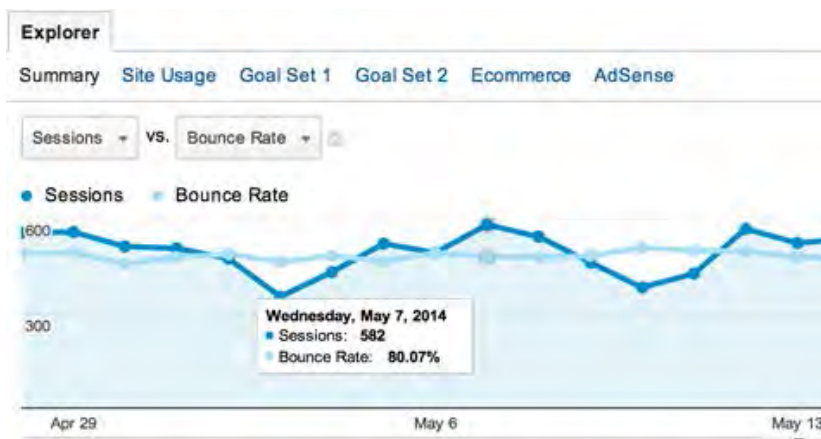 Explorer
Summary Site Usage Goal Set 1 Goal Set 2 Ecommerce AdSense
Sessions vs. Bounce Rate
Sessions Bounce Rate
600
300
Wednesday, May 7, 2014
Sessions: 582
Bounce Rate: 80.07%
Apr 29 May 6 May 13